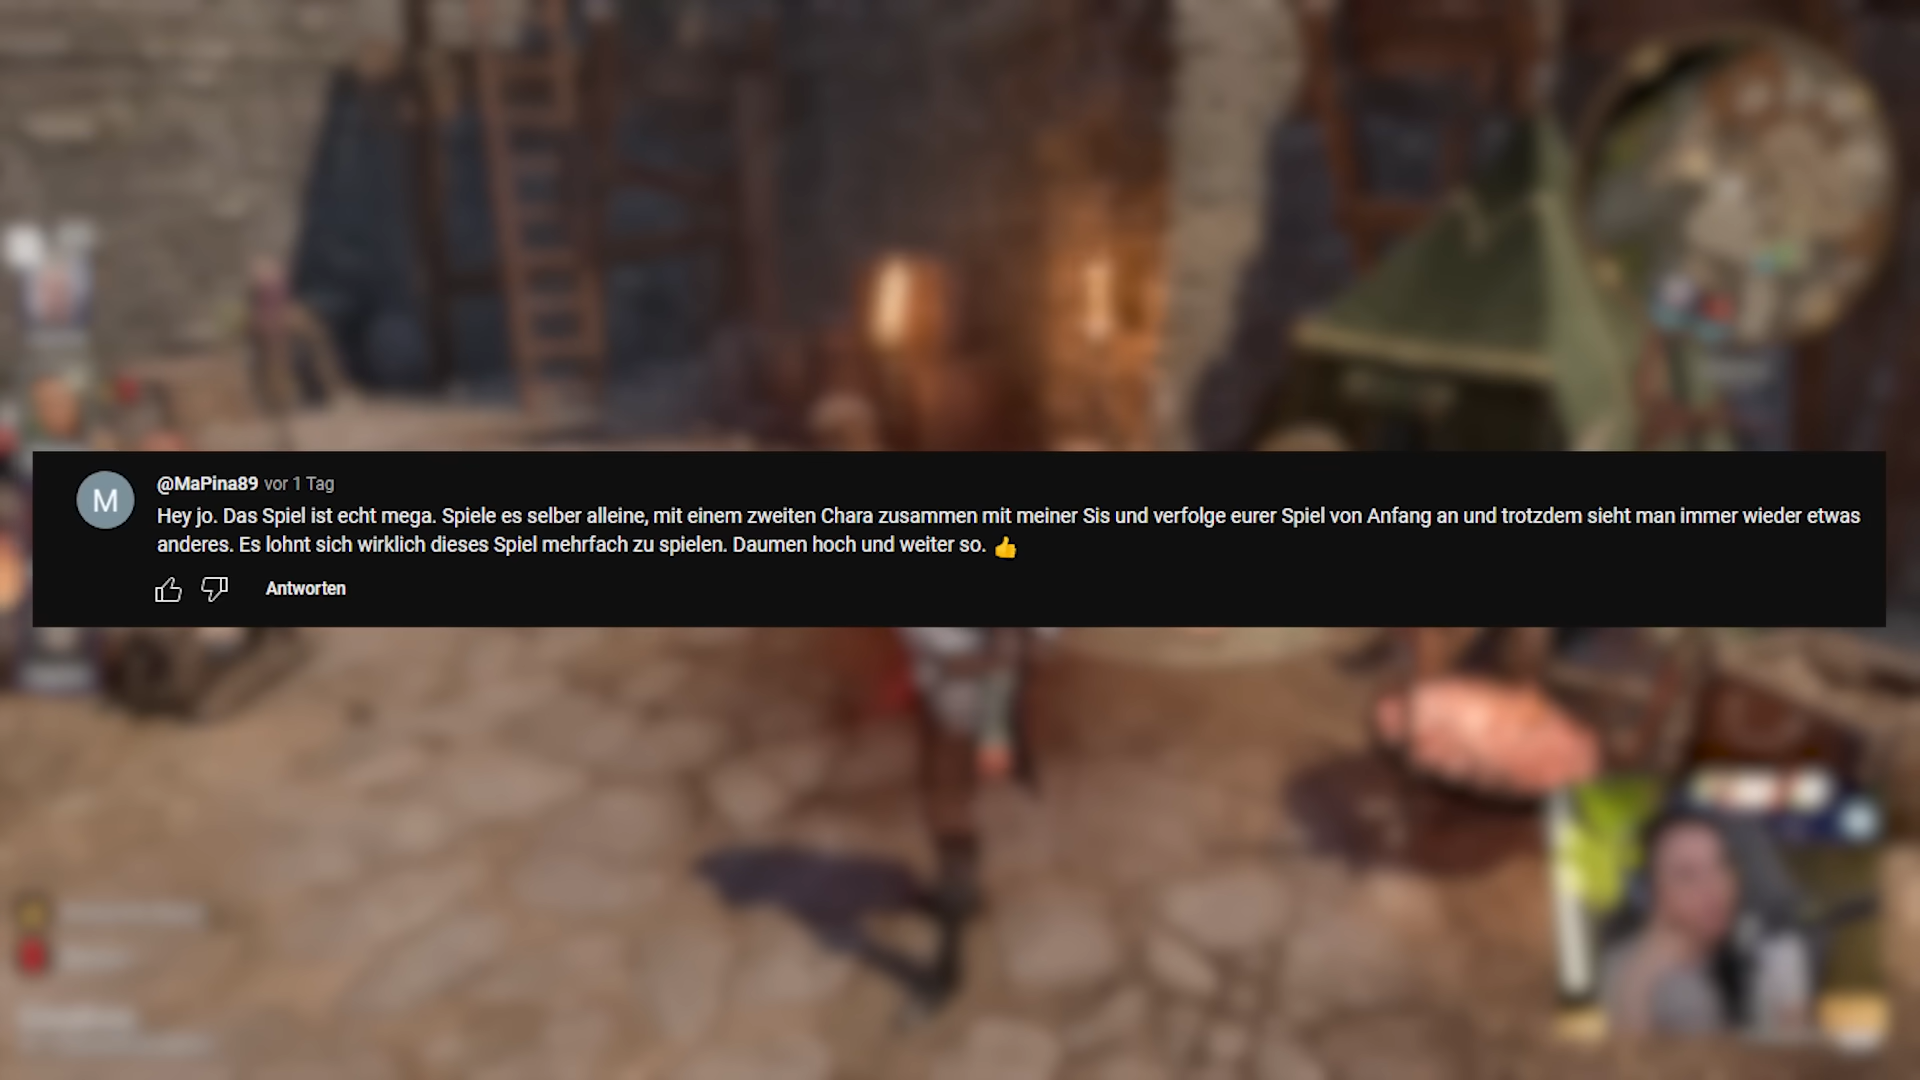 M
@MaPina89 vor 1 Tag
Hey jo. Das Spiel ist echt mega. Spiele es selber alleine, mit einem zweiten Chara zusammen mit meiner Sis und verfolge eurer Spiel von Anfang an und trotzdem sieht man immer wieder etwas
anderes. Es lohnt sich wirklich dieses Spiel mehrfach zu spielen. Daumen hoch und weiter so. 👍
Antworten